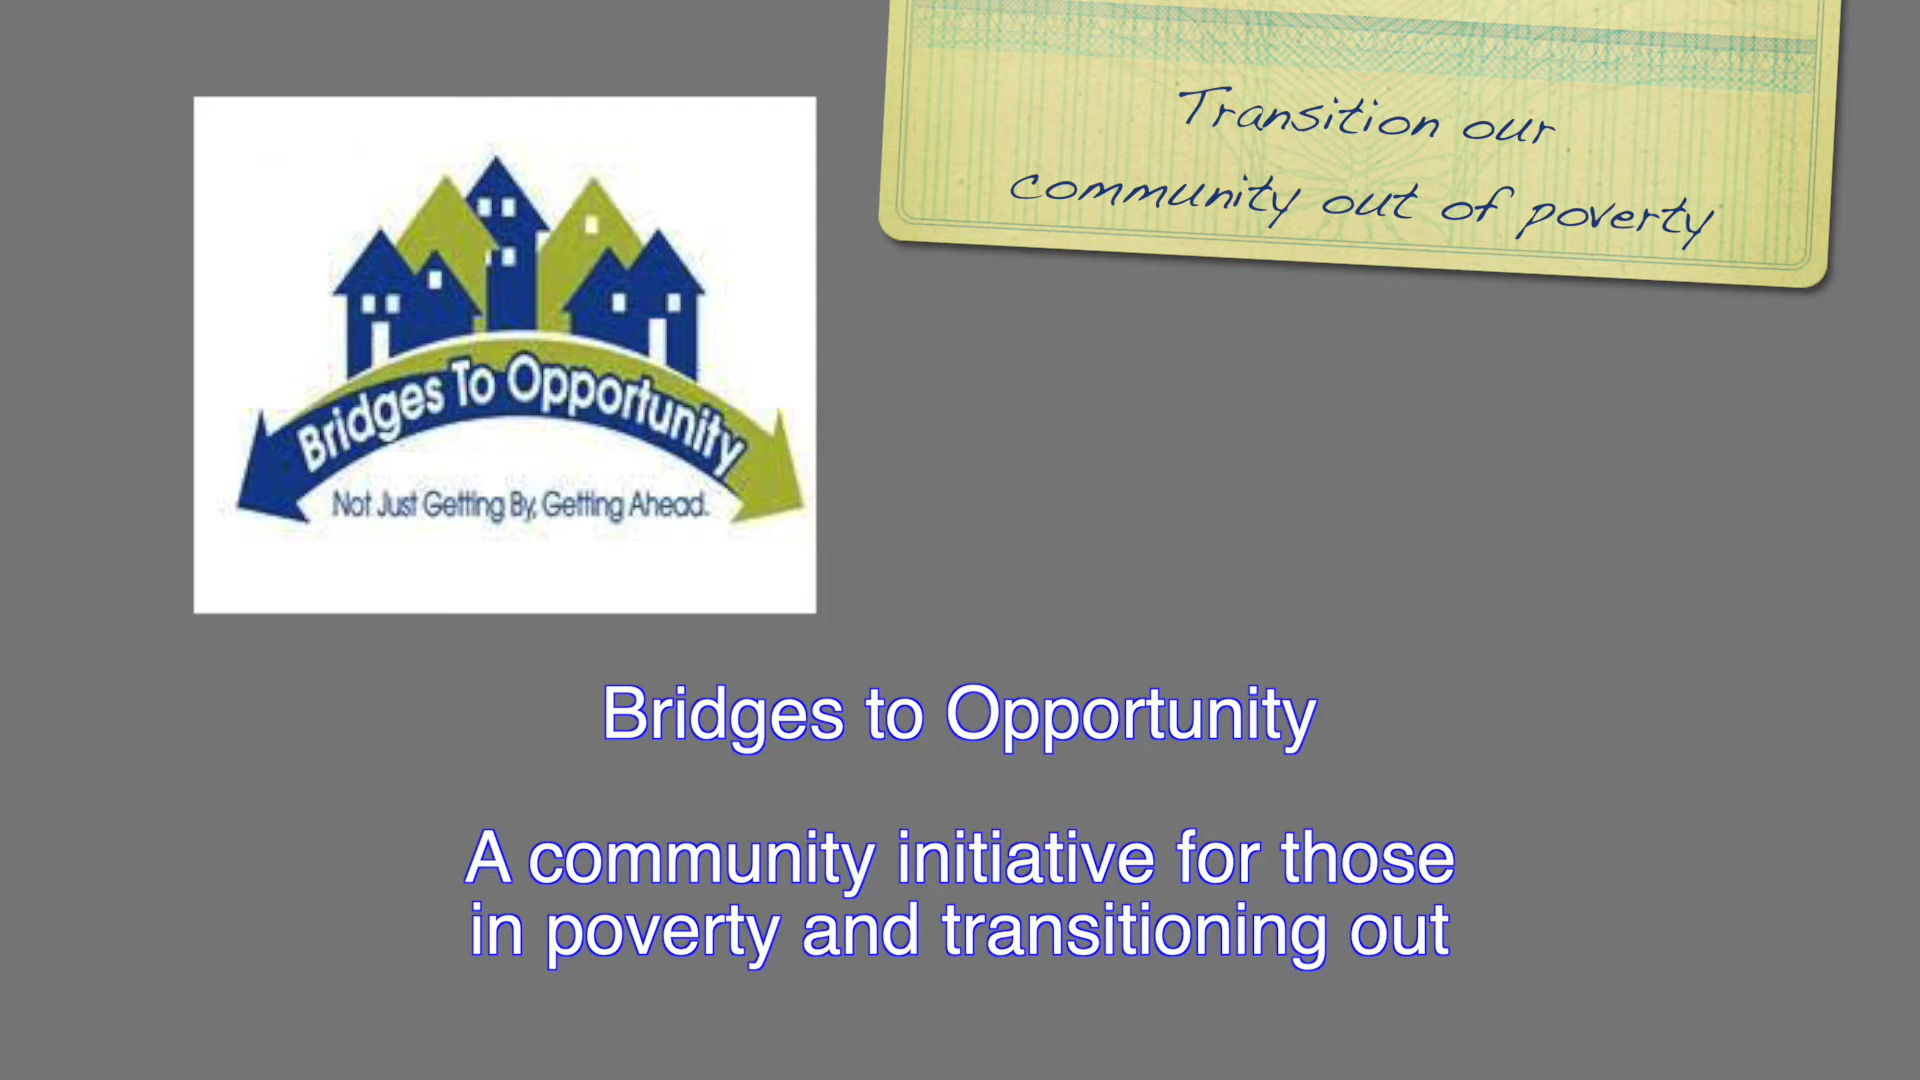 Transition our
community out of poverty
Bridges To Opportunity
Not Just Getting By, Getting Ahead.
Bridges to Opportunity
A community initiative for those
in poverty and transitioning out